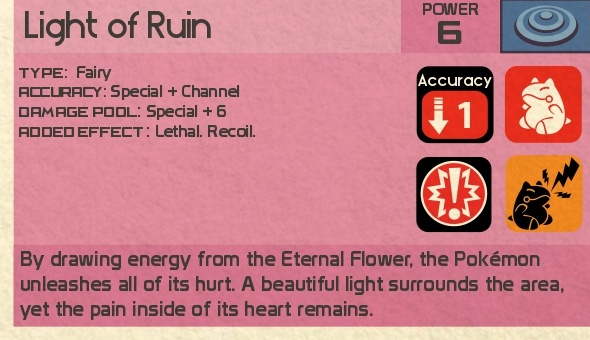 Light of Ruin
POWER
6
TYPE: Fairy
ACCURACY: Special + Channel
DAMAGE POOL: Special + 6
ADDED EFFECT: Lethal. Recoil.
Accuracy
1
By drawing energy from the Eternal Flower, the Pokémon
unleashes all of its hurt. A beautiful light surrounds the area,
yet the pain inside of its heart remains.